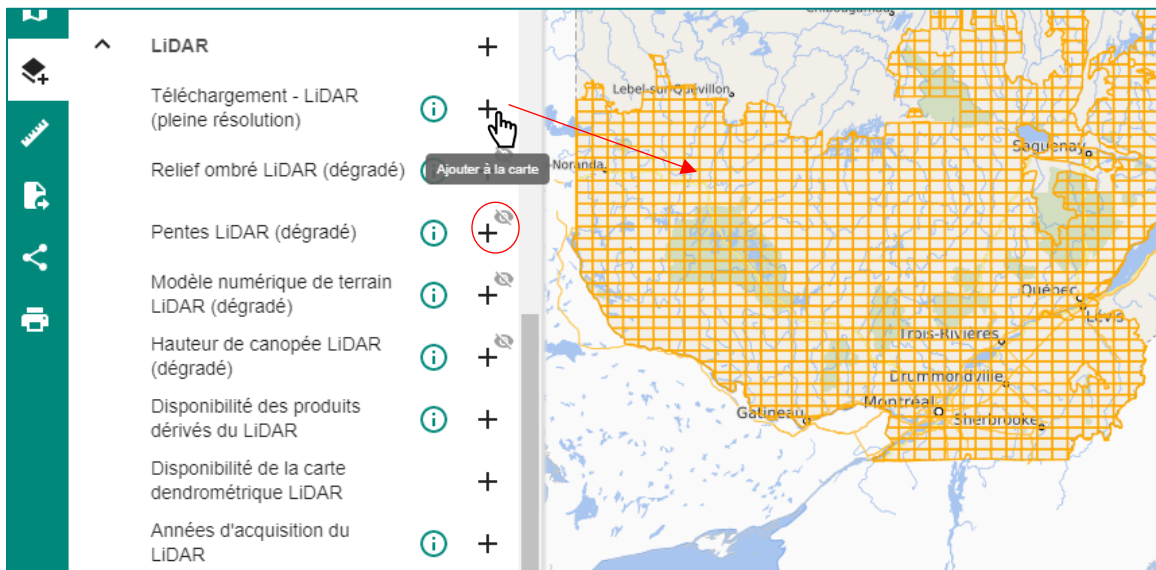 LiDAR
Téléchargement - LiDAR
(pleine résolution)
Relief ombré LiDAR (dégradé)
Ajouter à la carte
Pentes LiDAR (dégradé)
Modèle numérique de terrain
LiDAR (dégradé)
Hauteur de canopée LiDAR
(dégradé)
Disponibilité des produits
dérivés du LiDAR
Disponibilité de la carte
dendrométrique LiDAR
Années d'acquisition du
LiDAR
Lebel-sur-Quévillon
-Noranda
Saguenay
Québec
Lévis
Trois-Rivières
Drummondville
Montréal
Gatineau
Sherbrooke